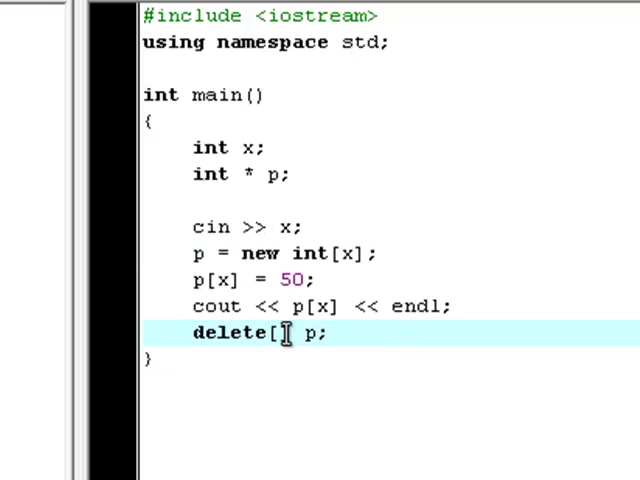 #include <iostream>
using namespace std;
int main()
{
int x;
int * p;
cin >> x;
p = new int[x];
p[x] = 50;
cout << p[x] << endl;
delete[] p;
}